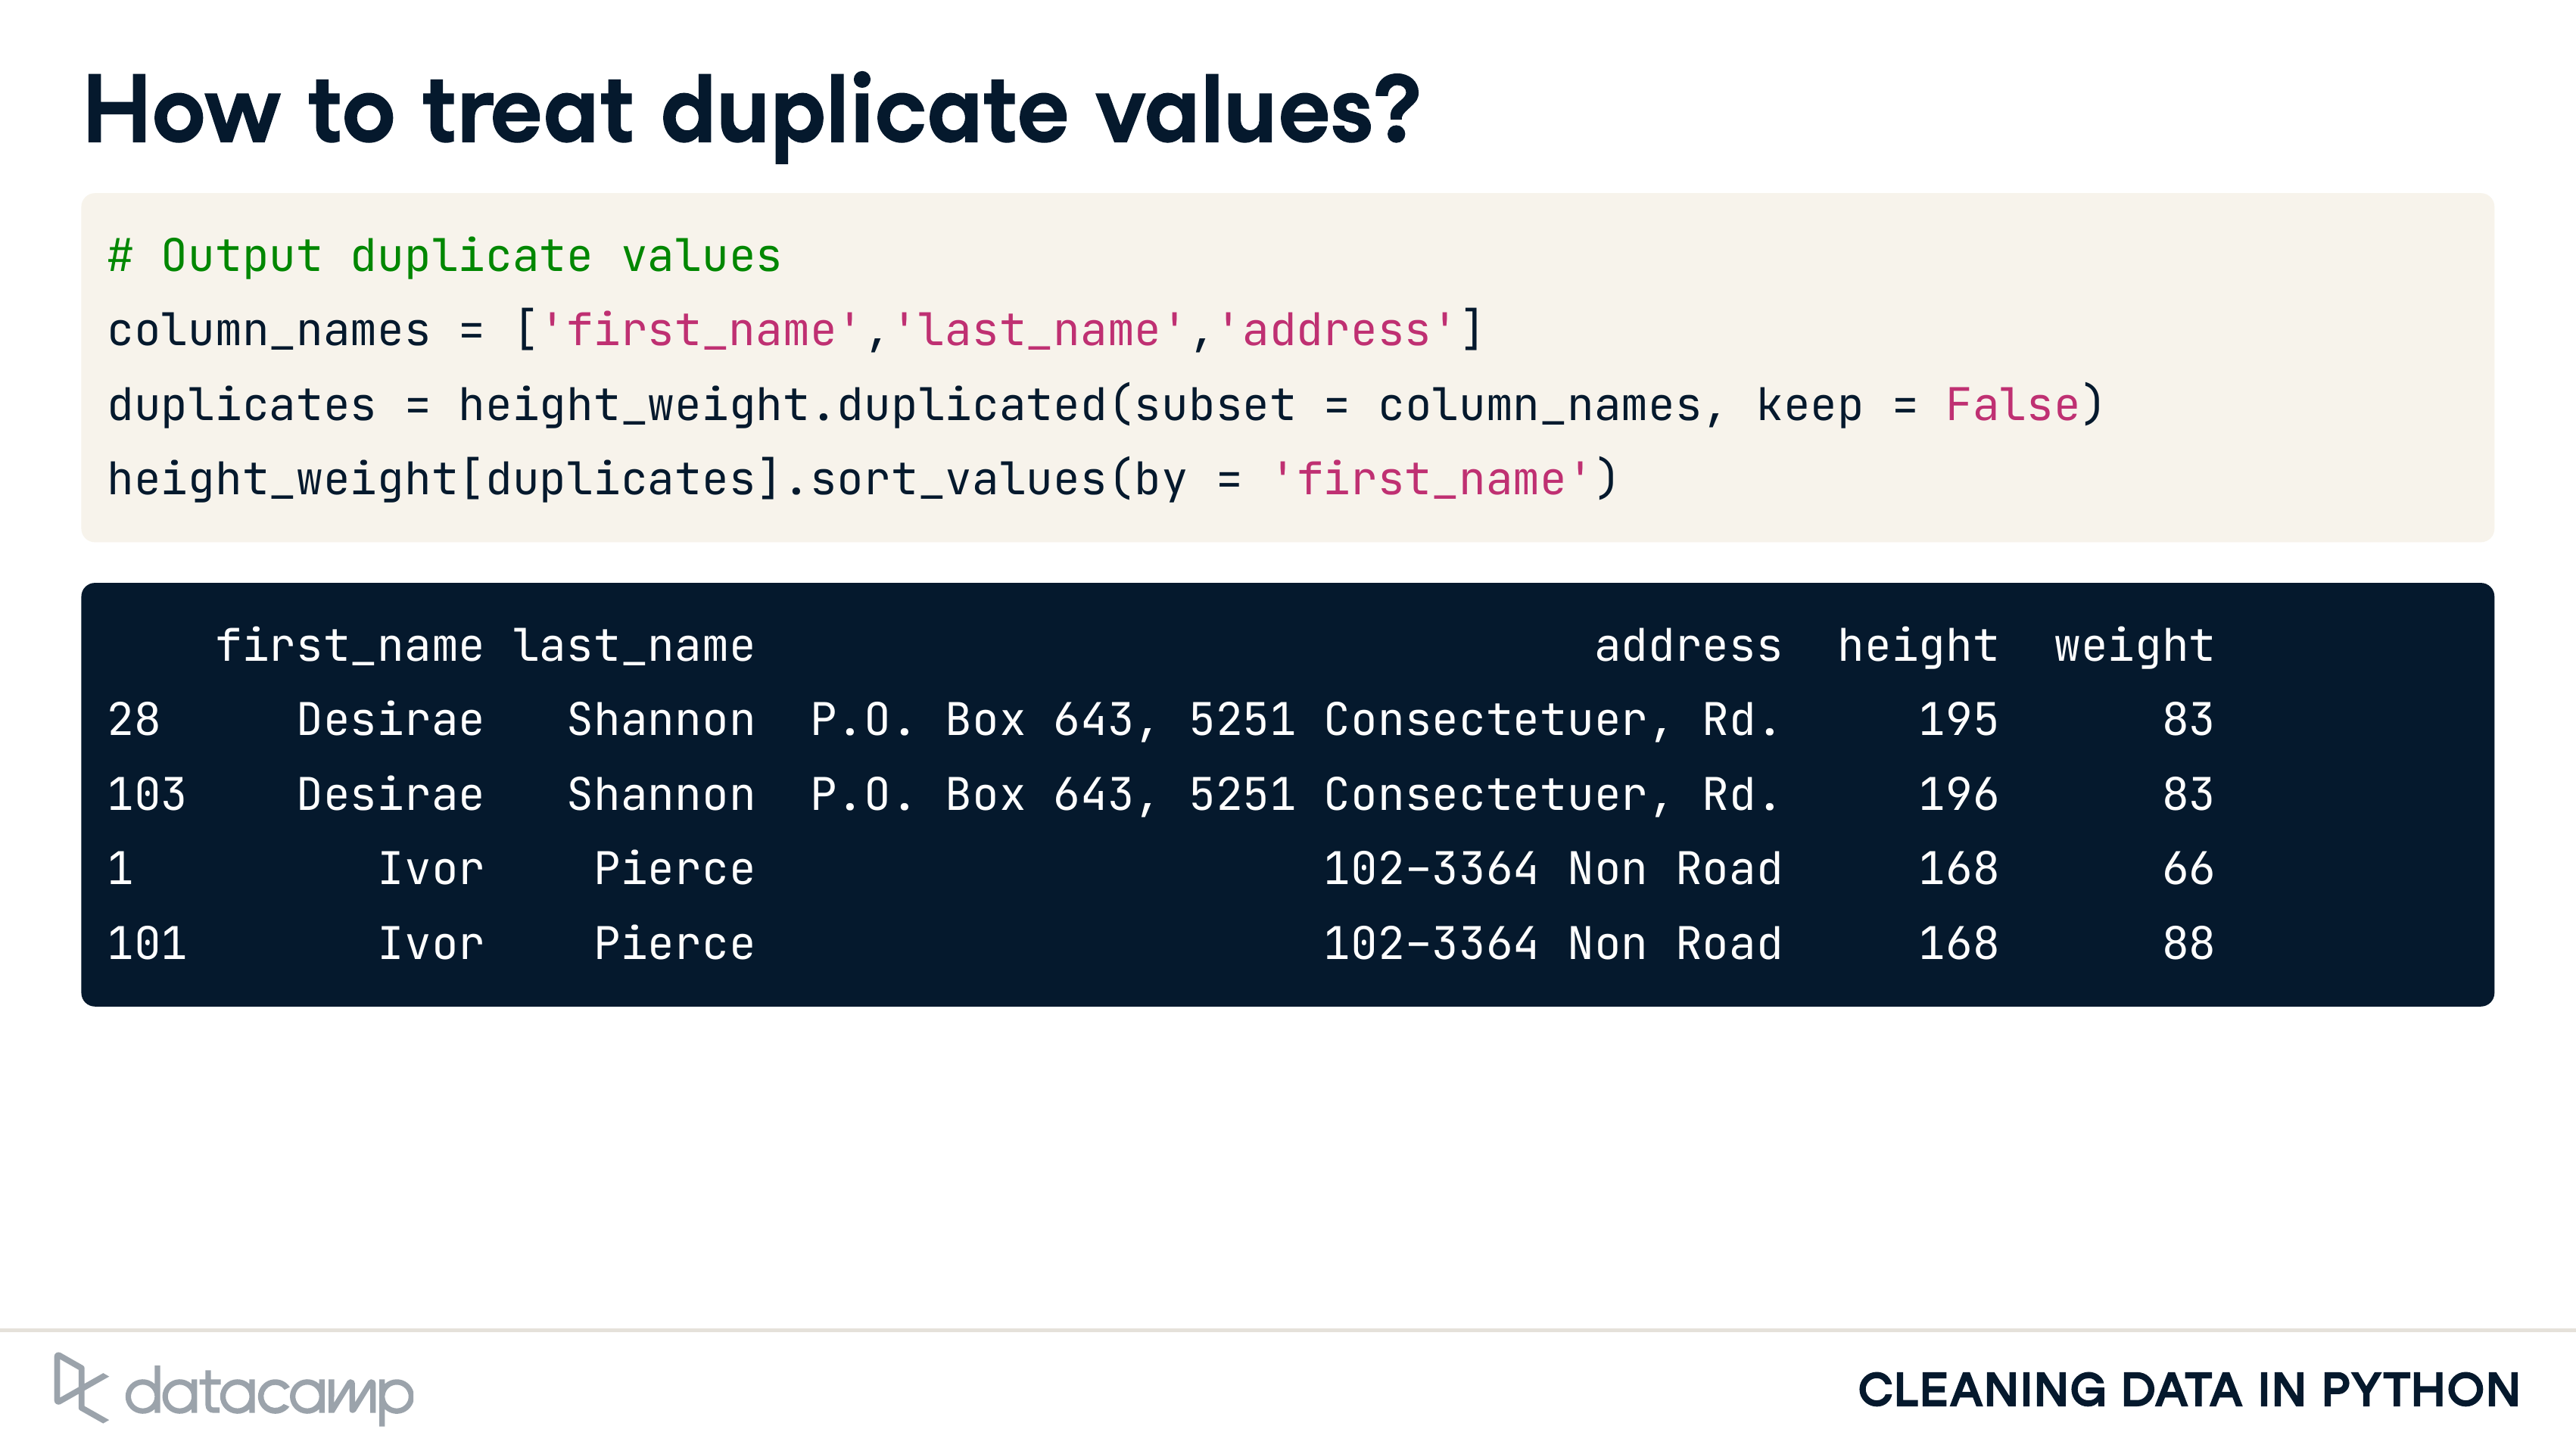 How to treat duplicate values?
# Output duplicate values
column_names = ['first_name','last_name','address']
duplicates = height_weight.duplicated(subset = column_names, keep = False)
height_weight[duplicates].sort_values(by = 'first_name')
first_name last_name address height weight
28 Desirae Shannon P.O. Box 643, 5251 Consectetuer, Rd. 195 83
103 Desirae Shannon P.O. Box 643, 5251 Consectetuer, Rd. 196 83
1 Ivor Pierce 102-3364 Non Road 168 66
101 Ivor Pierce 102-3364 Non Road 168 88
datacamp
CLEANING DATA IN PYTHON